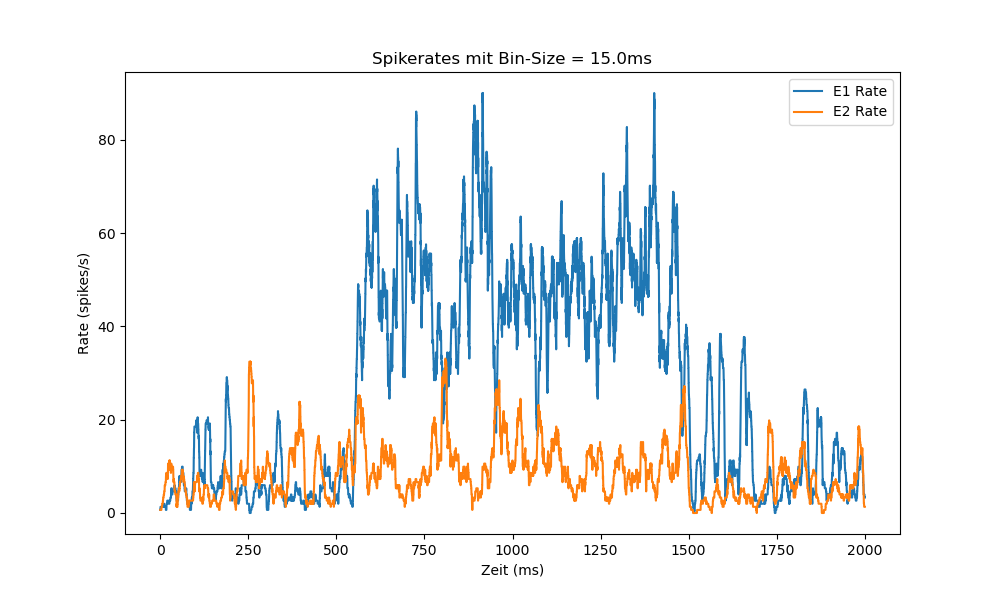 Spikerates mit Bin-Size = 15.0ms
E1 Rate
E2 Rate
Rate (spikes/s)
80
60
40
20
0
0 250 500 750 1000 1250 1500 1750 2000
Zeit (ms)